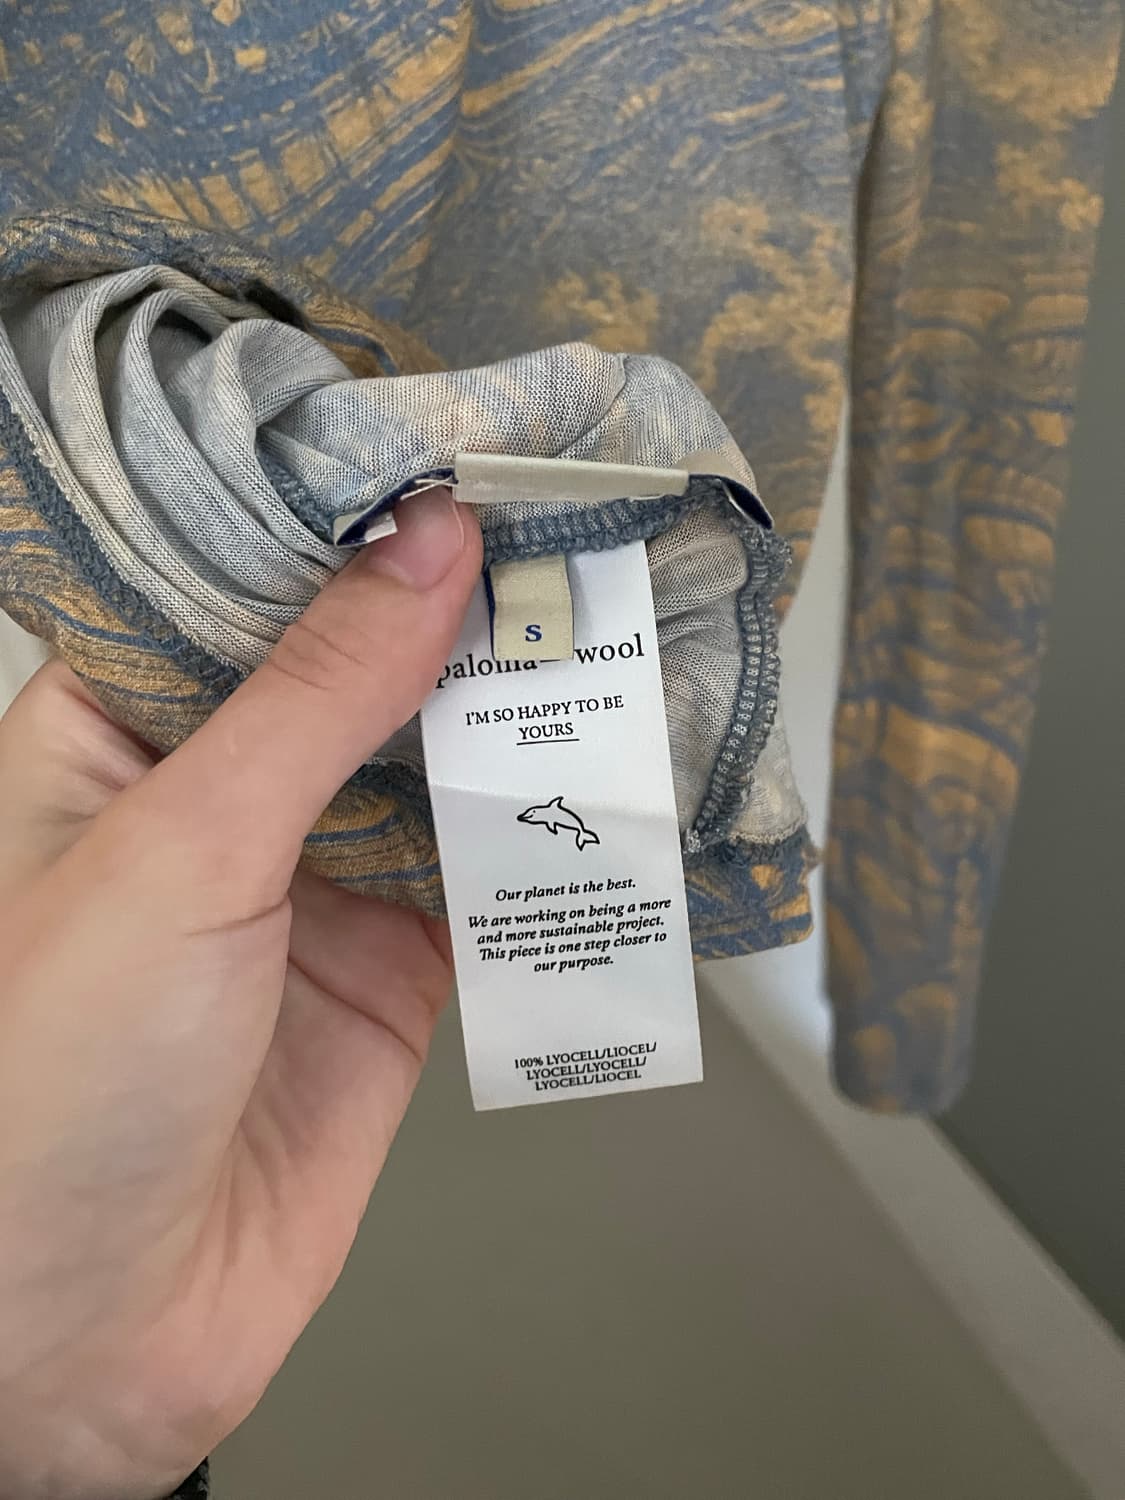 S
paloma wool
I'M SO HAPPY TO BE
YOURS
Our planet is the best.
We are working on being a more
and more sustainable project.
This piece is one step closer to
our purpose.
100% LYOCELL/LIOCEL/
LYOCELL/LYOCELL/
LYOCELL/LIOCEL